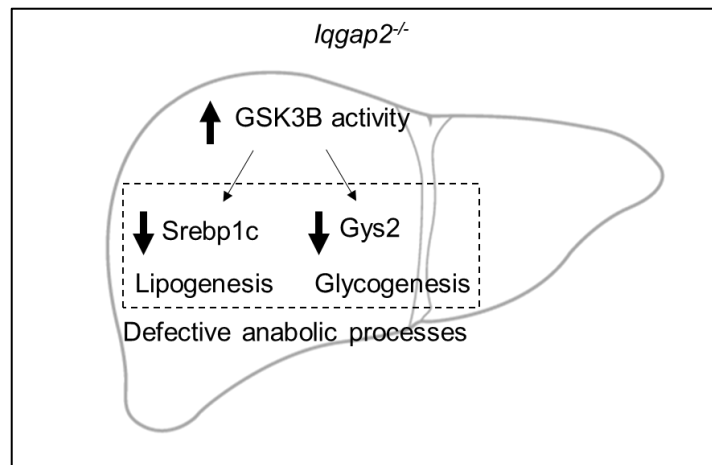 Iqgap2-/-
GSK3B activity
Srebp1c Gys2
Lipogenesis Glycogenesis
Defective anabolic processes